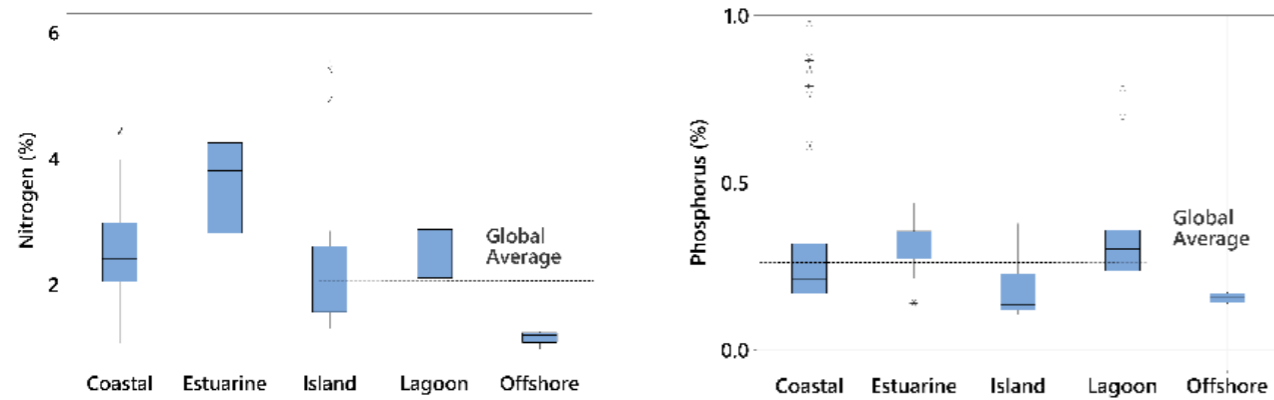 Nitrogen (%)
6
4
2
Global
Average
Coastal
Estuarine
Island
Lagoon
Offshore
Phosphorus (%)
1.0
0.5
0.0
Global
Average
Coastal
Estuarine
Island
Lagoon
Offshore